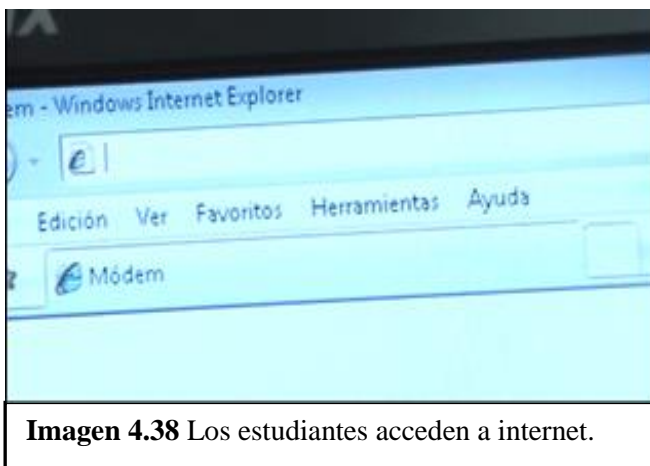 em - Windows Internet Explorer
Edición Ver Favoritos Herramientas Ayuda
Módem
Imagen 4.38 Los estudiantes acceden a internet.